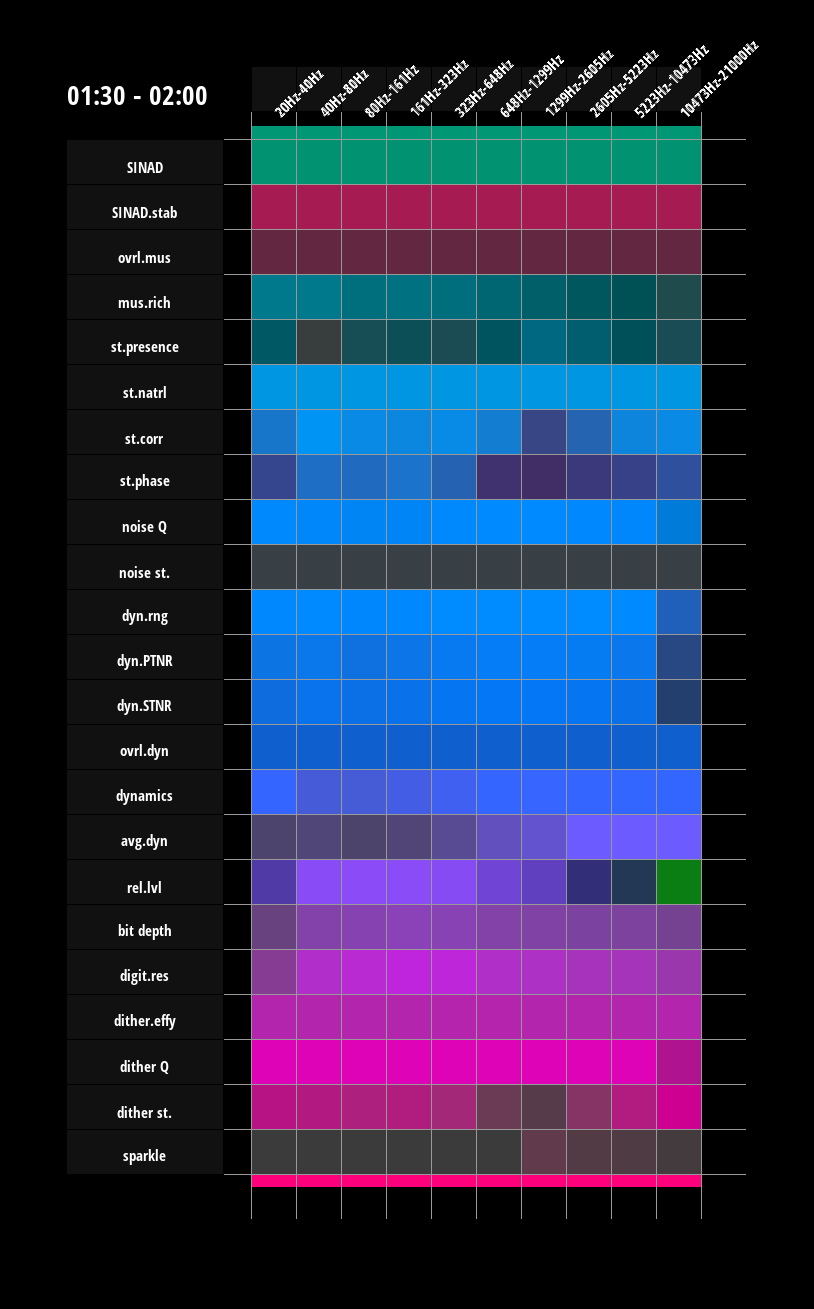 01:30 - 02:00
20Hz-40Hz
40Hz-80Hz
80Hz-161Hz
161Hz-323Hz
323Hz-648Hz
648Hz-1299Hz
1299Hz-2605Hz
2605Hz-5223Hz
5223Hz-10473Hz
10473Hz-21000Hz
SINAD
SINAD.stab
ovrl.mus
mus.rich
st.presence
st.natrl
st.corr
st.phase
noise Q
noise st.
dyn.rng
dyn.PTNR
dyn.STNR
ovrl.dyn
dynamics
avg.dyn
rel.lvl
bit depth
digit.res
dither.effy
dither Q
dither st.
sparkle